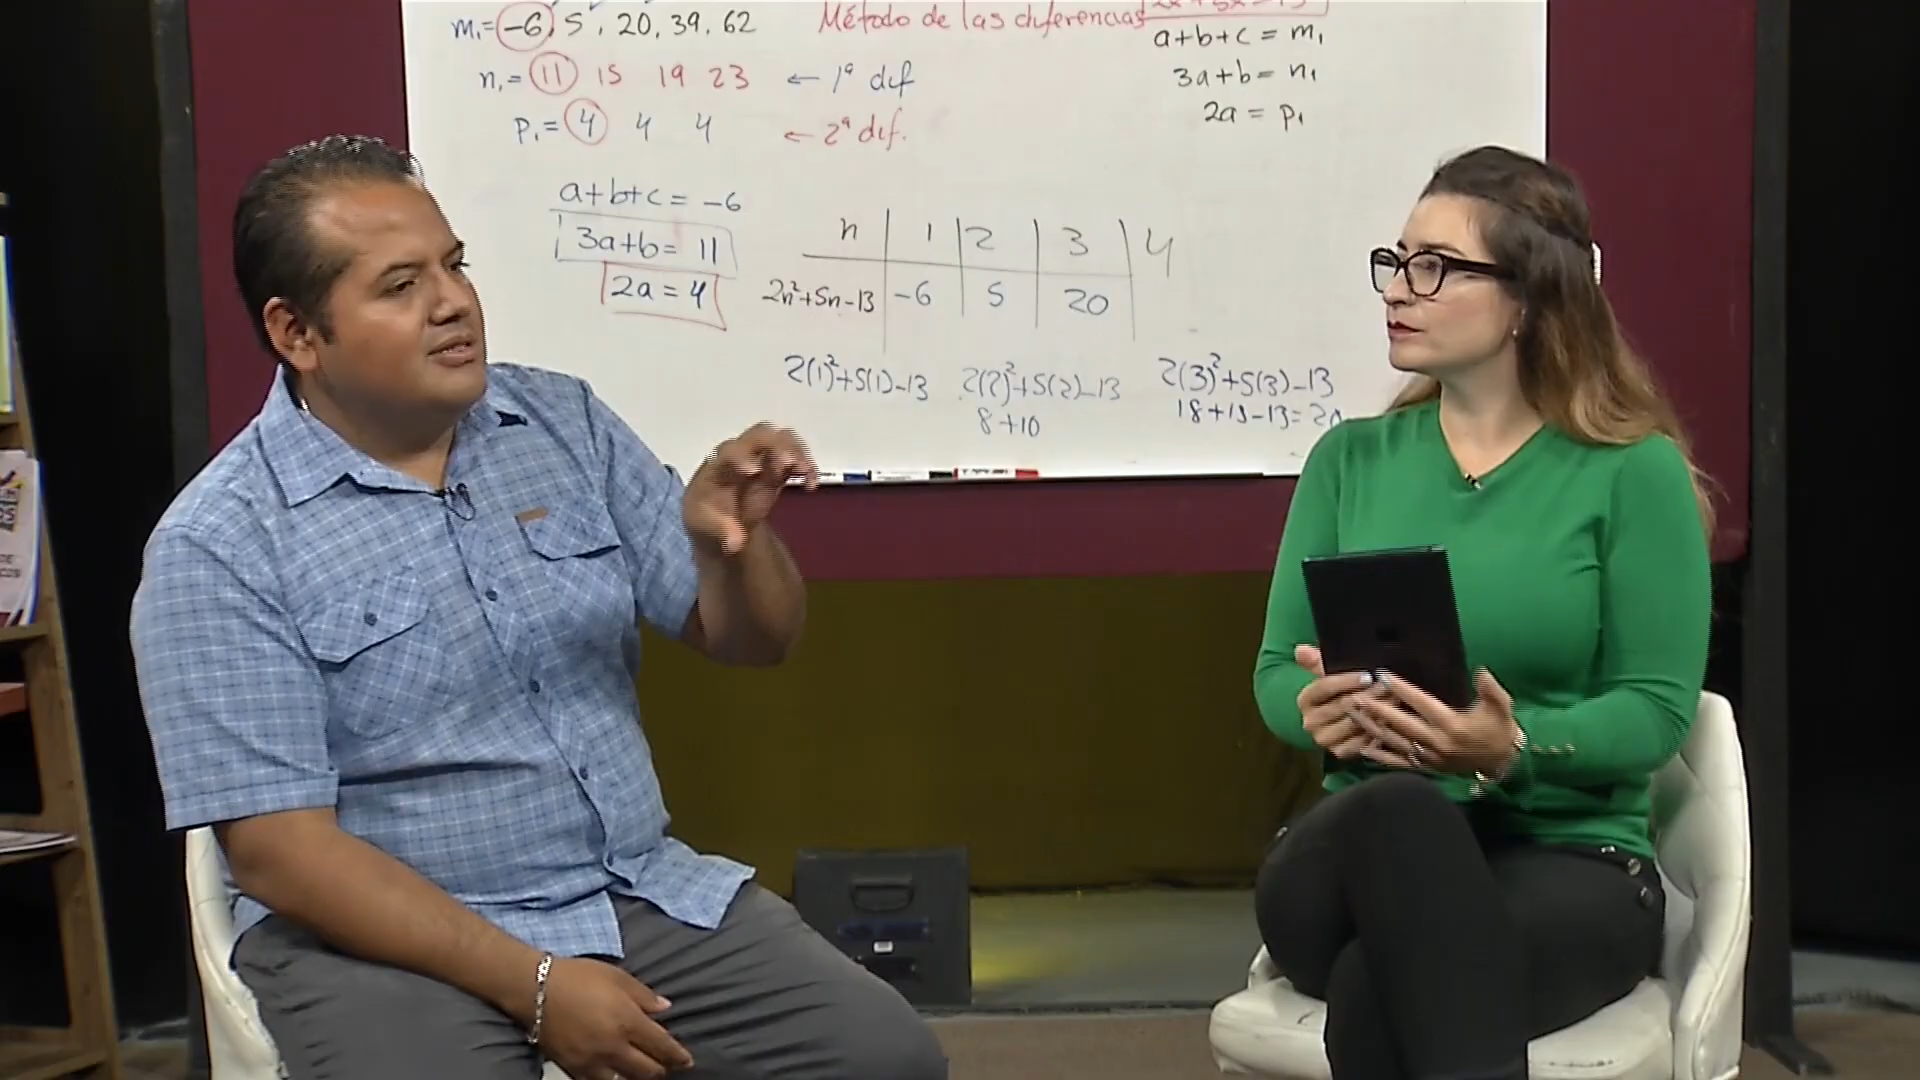 m₁= -6, 5, 20, 39, 62
Método de las diferencias
a+b+c = m₁
n₁= 11 15 19 23 ← 1ª dif
3a+b = n₁
p₁= 4 4 4 ← 2ª dif.
2a = p₁
a+b+c = -6
3a+b = 11
2a = 4
n 1 2 3 4
2n²+5n-13 -6 5 20
2(1)²+5(1)-13 2(2)²+5(2)-13 2(3)²+5(3)-13
8+10 18+15-13=20